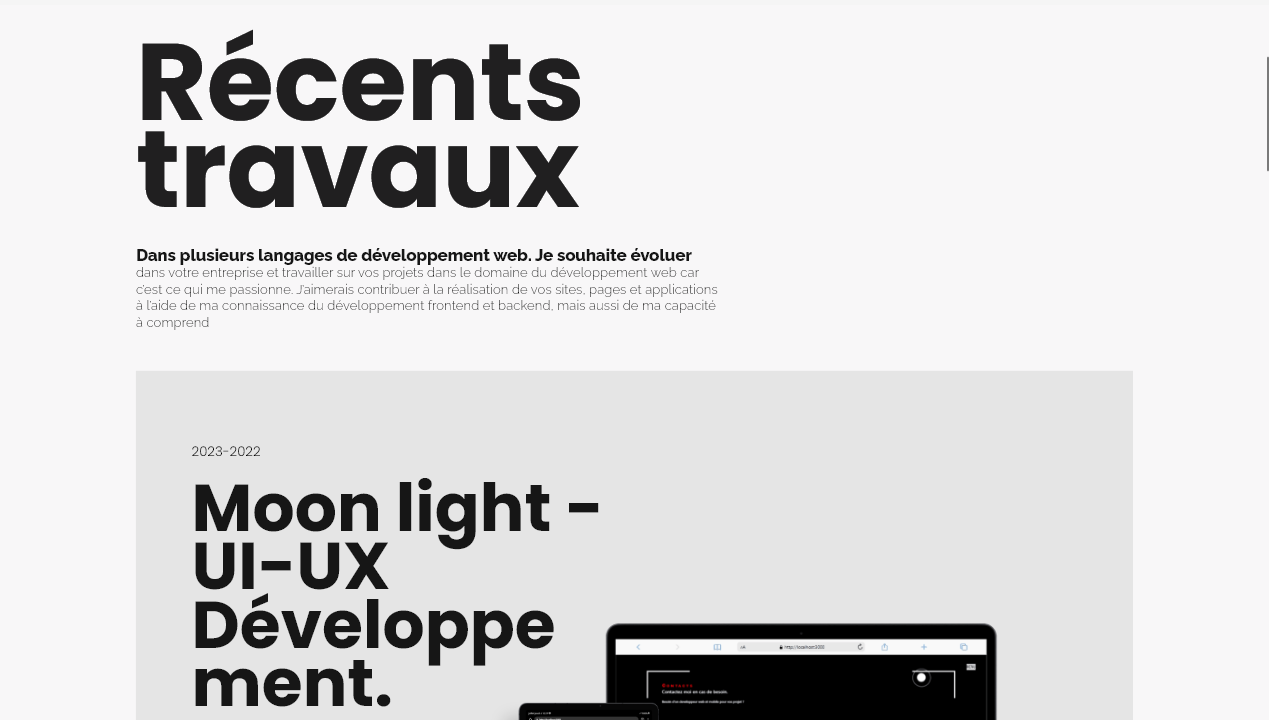 Récents
travaux
Dans plusieurs langages de développement web. Je souhaite évoluer
dans votre entreprise et travailler sur vos projets dans le domaine du développement web car
c'est ce qui me passionne. J'aimerais contribuer à la réalisation de vos sites, pages et applications
à l'aide de ma connaissance du développement frontend et backend, mais aussi de ma capacité
à comprend
2023-2022
Moon light -
UI-UX
Développe
ment.
http://localhost:3000
Contactez moi en cas de besoin.